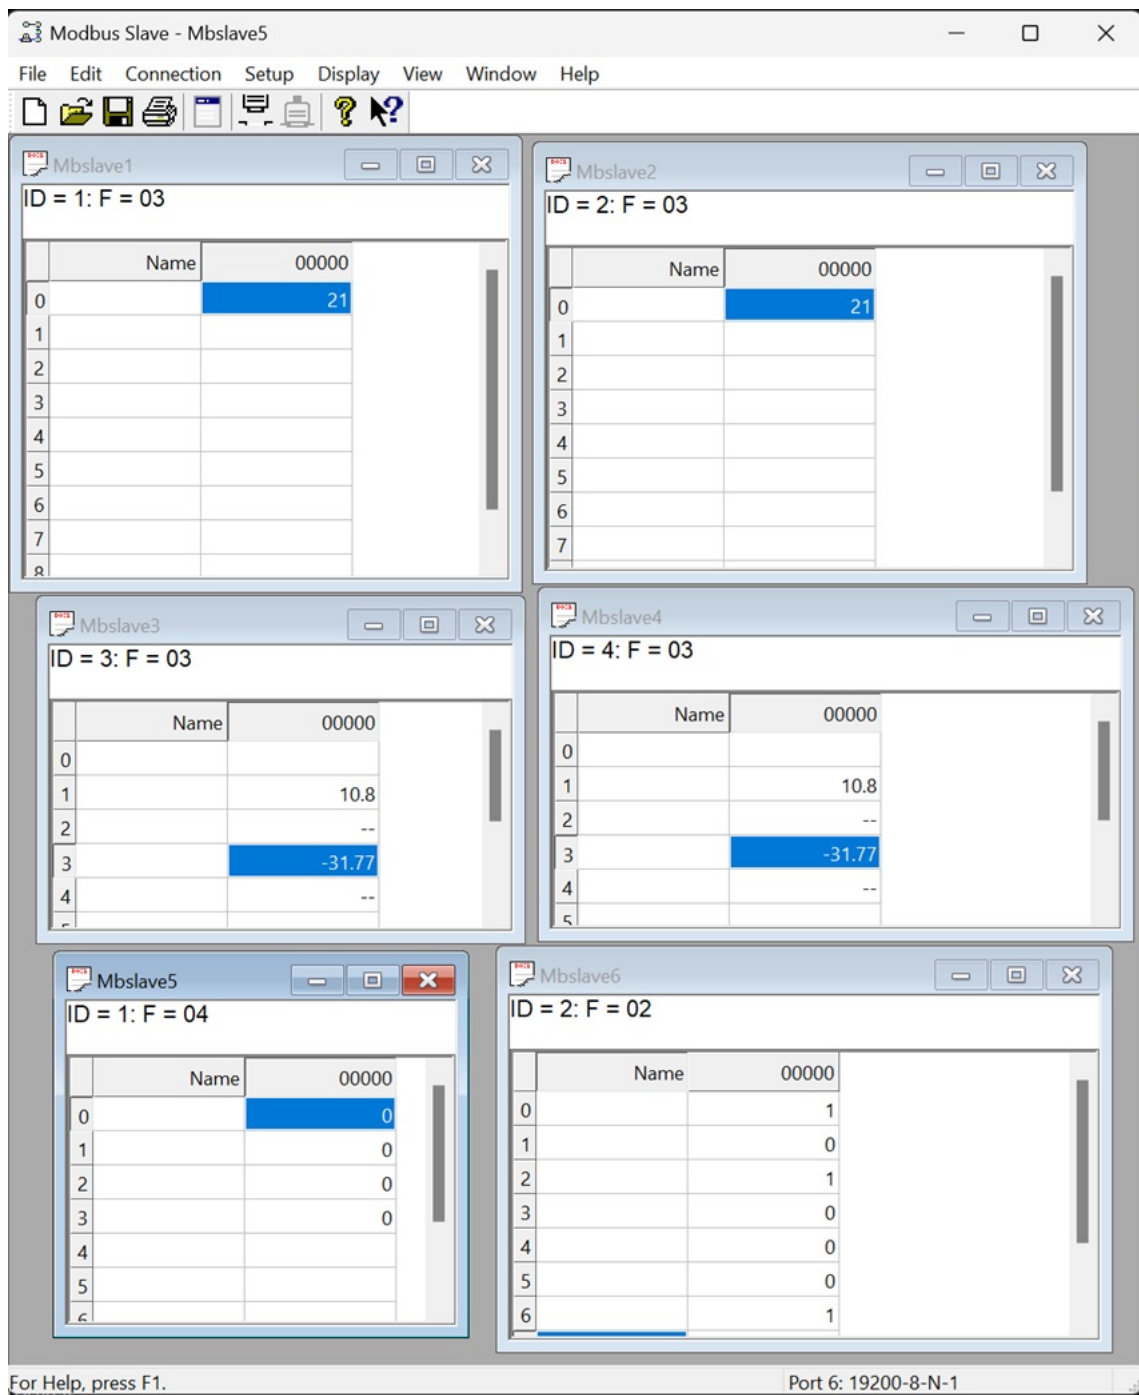 Modbus Slave - Mbslave5
File Edit Connection Setup Display View Window Help
Mbslave1
ID = 1: F = 03
Name 00000
0 21
1
2
3
4
5
6
7
8
Mbslave2
ID = 2: F = 03
Name 00000
0 21
1
2
3
4
5
6
7
Mbslave3
ID = 3: F = 03
Name 00000
0
1 10.8
2 --
3 -31.77
4 --
5
Mbslave4
ID = 4: F = 03
Name 00000
0
1 10.8
2 --
3 -31.77
4 --
5
Mbslave5
ID = 1: F = 04
Name 00000
0 0
1 0
2 0
3 0
4
5
6
Mbslave6
ID = 2: F = 02
Name 00000
0 1
1 0
2 1
3 0
4 0
5 0
6 1
For Help, press F1.
Port 6: 19200-8-N-1